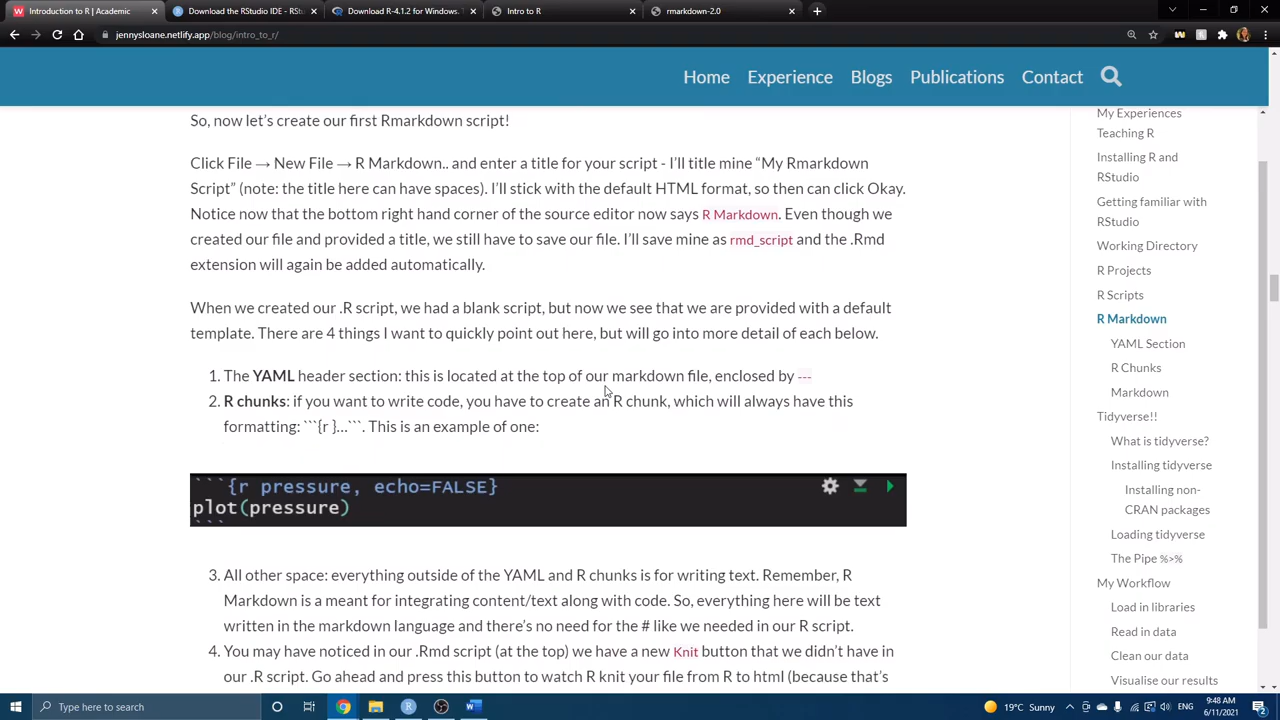 Introduction to R | Academic
Download the RStudio IDE - RStu
Download R-4.1.2 for Windows.
Intro to R
rmarkdown-2.0
jennysloane.netlify.app/blog/intro_to_r/
Home
Experience
Blogs
Publications
Contact
So, now let's create our first Rmarkdown script!
Click File → New File → R Markdown.. and enter a title for your script - I'll title mine “My Rmarkdown
Script” (note: the title here can have spaces). I'll stick with the default HTML format, so then can click Okay.
Notice now that the bottom right hand corner of the source editor now says R Markdown. Even though we
created our file and provided a title, we still have to save our file. I'll save mine as rmd_script and the .Rmd
extension will again be added automatically.
When we created our .R script, we had a blank script, but now we see that we are provided with a default
template. There are 4 things I want to quickly point out here, but will go into more detail of each below.
1. The YAML header section: this is located at the top of our markdown file, enclosed by ---
2. R chunks: if you want to write code, you have to create an R chunk, which will always have this
formatting: ```{r }...```. This is an example of one:
```{r pressure, echo=FALSE}
plot(pressure)
```
3. All other space: everything outside of the YAML and R chunks is for writing text. Remember, R
Markdown is a meant for integrating content/text along with code. So, everything here will be text
written in the markdown language and there's no need for the # like we needed in our R script.
4. You may have noticed in our .Rmd script (at the top) we have a new Knit button that we didn't have in
our .R script. Go ahead and press this button to watch R knit your file from R to html (because that's
My Experiences
Teaching R
Installing R and
RStudio
Getting familiar with
RStudio
Working Directory
R Projects
R Scripts
R Markdown
YAML Section
R Chunks
Markdown
Tidyverse!!
What is tidyverse?
Installing tidyverse
Installing non-
CRAN packages
Loading tidyverse
The Pipe %>%
My Workflow
Load in libraries
Read in data
Clean our data
Visualise our results
Type here to search
19°C Sunny
9:48 AM
6/11/2021